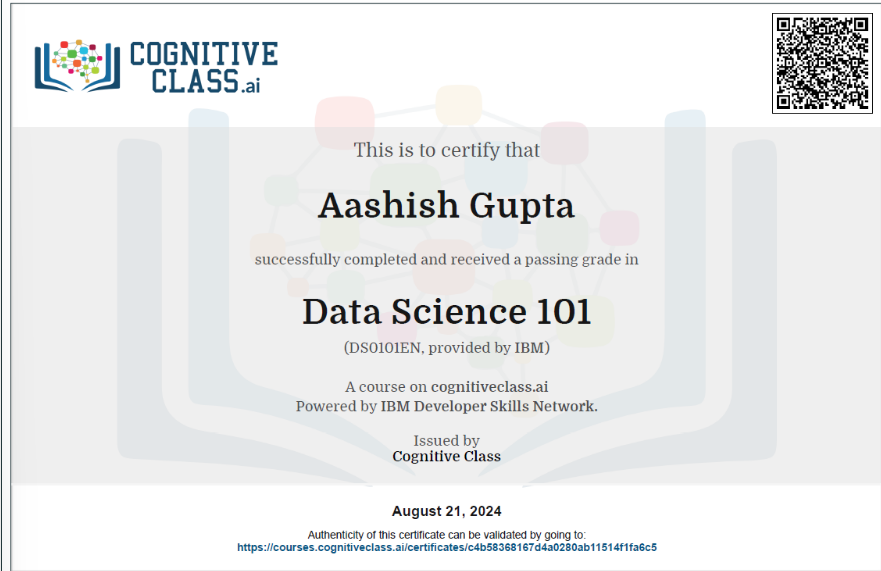 COGNITIVE
CLASS.ai
This is to certify that
Aashish Gupta
successfully completed and received a passing grade in
Data Science 101
(DS0101EN, provided by IBM)
A course on cognitiveclass.ai
Powered by IBM Developer Skills Network.
Issued by
Cognitive Class
August 21, 2024
Authenticity of this certificate can be validated by going to:
https://courses.cognitiveclass.ai/certificates/c4b58368167d4a0280ab11514f1fa6c5